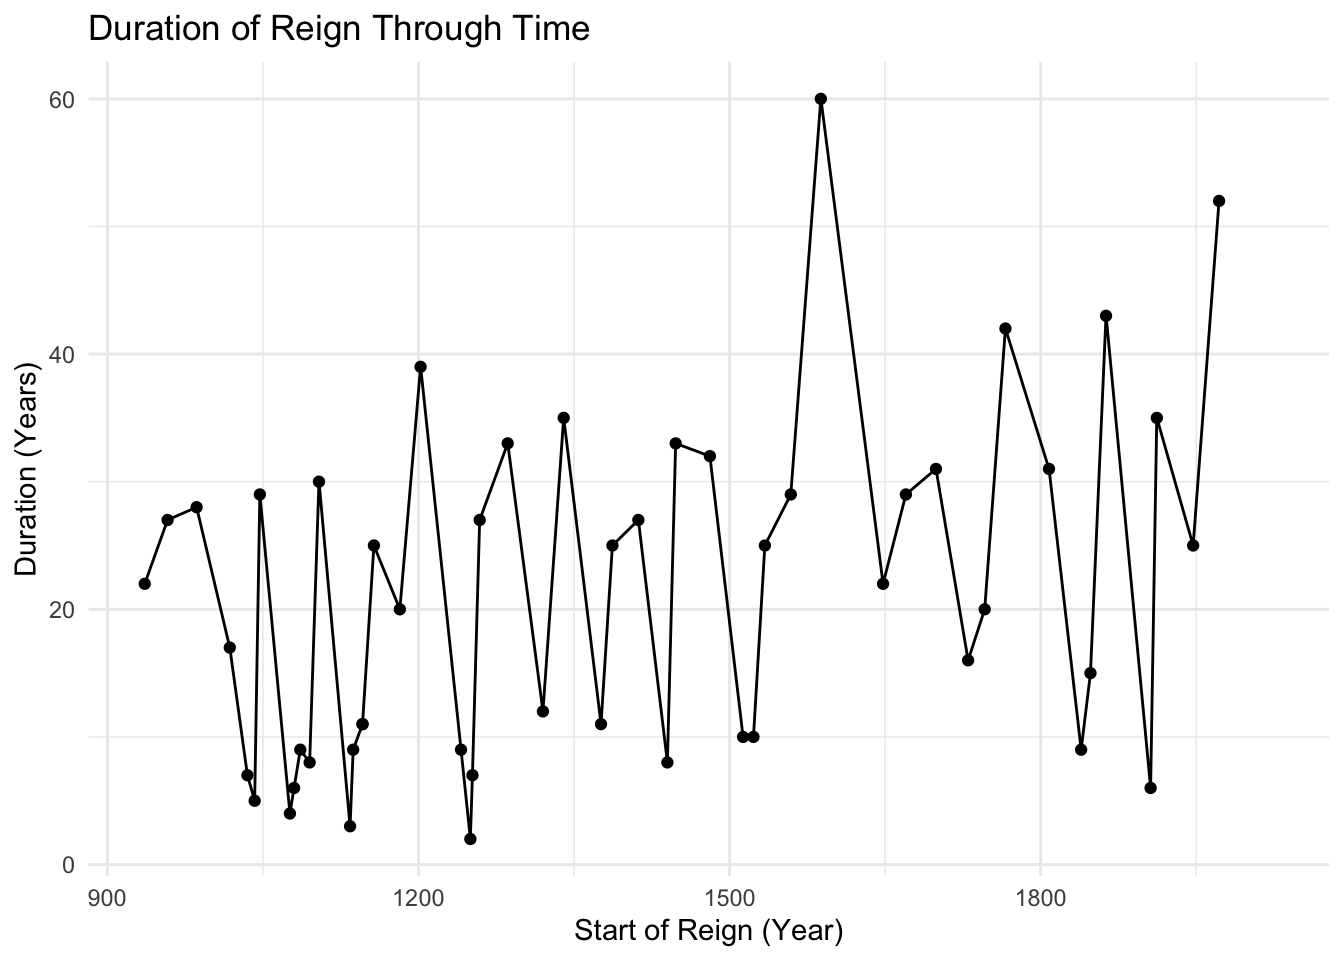 Duration of Reign Through Time
Duration (Years)
60
40
20
0
900 1200 1500 1800
Start of Reign (Year)